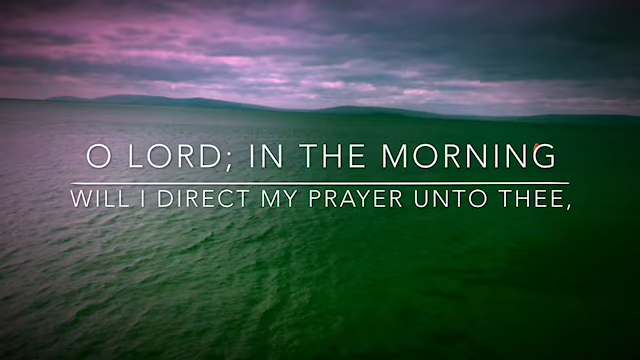 O LORD; IN THE MORNING
WILL I DIRECT MY PRAYER UNTO THEE,